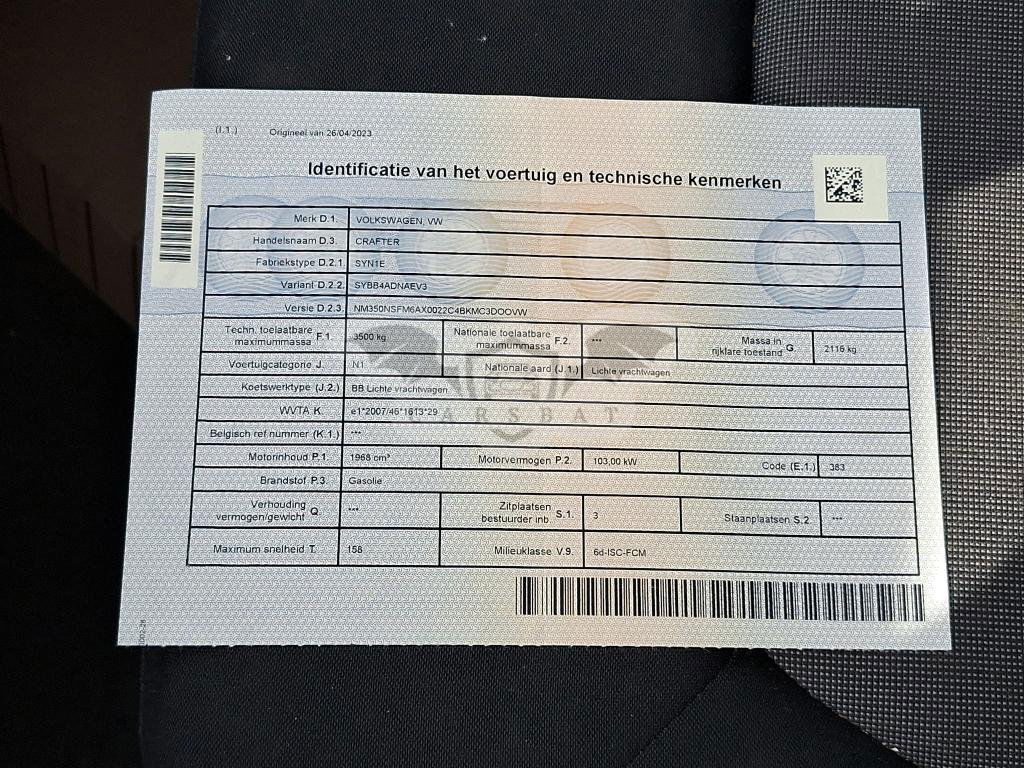 (I.1.) Origineel van 26/04/2023
Identificatie van het voertuig en technische kenmerken
Merk D.1. VOLKSWAGEN, VW
Handelsnaam D.3. CRAFTER
Fabriekstype D.2.1. SYN1E
Variant D.2.2. SYBB4ADNAEV3
Versie D.2.3. NM350NSFM6AX0022C4BKMC3DOOVW
Techn. toelaatbare maximummassa F.1. 3500 kg Nationale toelaatbare maximummassa F.2. --- Massa in rijklare toestand G. 2116 kg
Voertuigcategorie J. N1 Nationale aard (J.1.) Lichte vrachtwagen
Koetswerktype (J.2.) BB Lichte vrachtwagen
WVTA K. e1*2007/46*1613*29
CARSBAT
Belgisch ref nummer (K.1.) ---
Motorinhoud P.1. 1968 cm³ Motorvermogen P.2. 103,00 kW Code (E.1.) 383
Brandstof P.3. Gasolie
Verhouding vermogen/gewicht Q. --- Zitplaatsen bestuurder inb. S.1. 3 Staanplaatsen S.2. ---
Maximum snelheid T. 158 Milieuklasse V.9. 6d-ISC-FCM